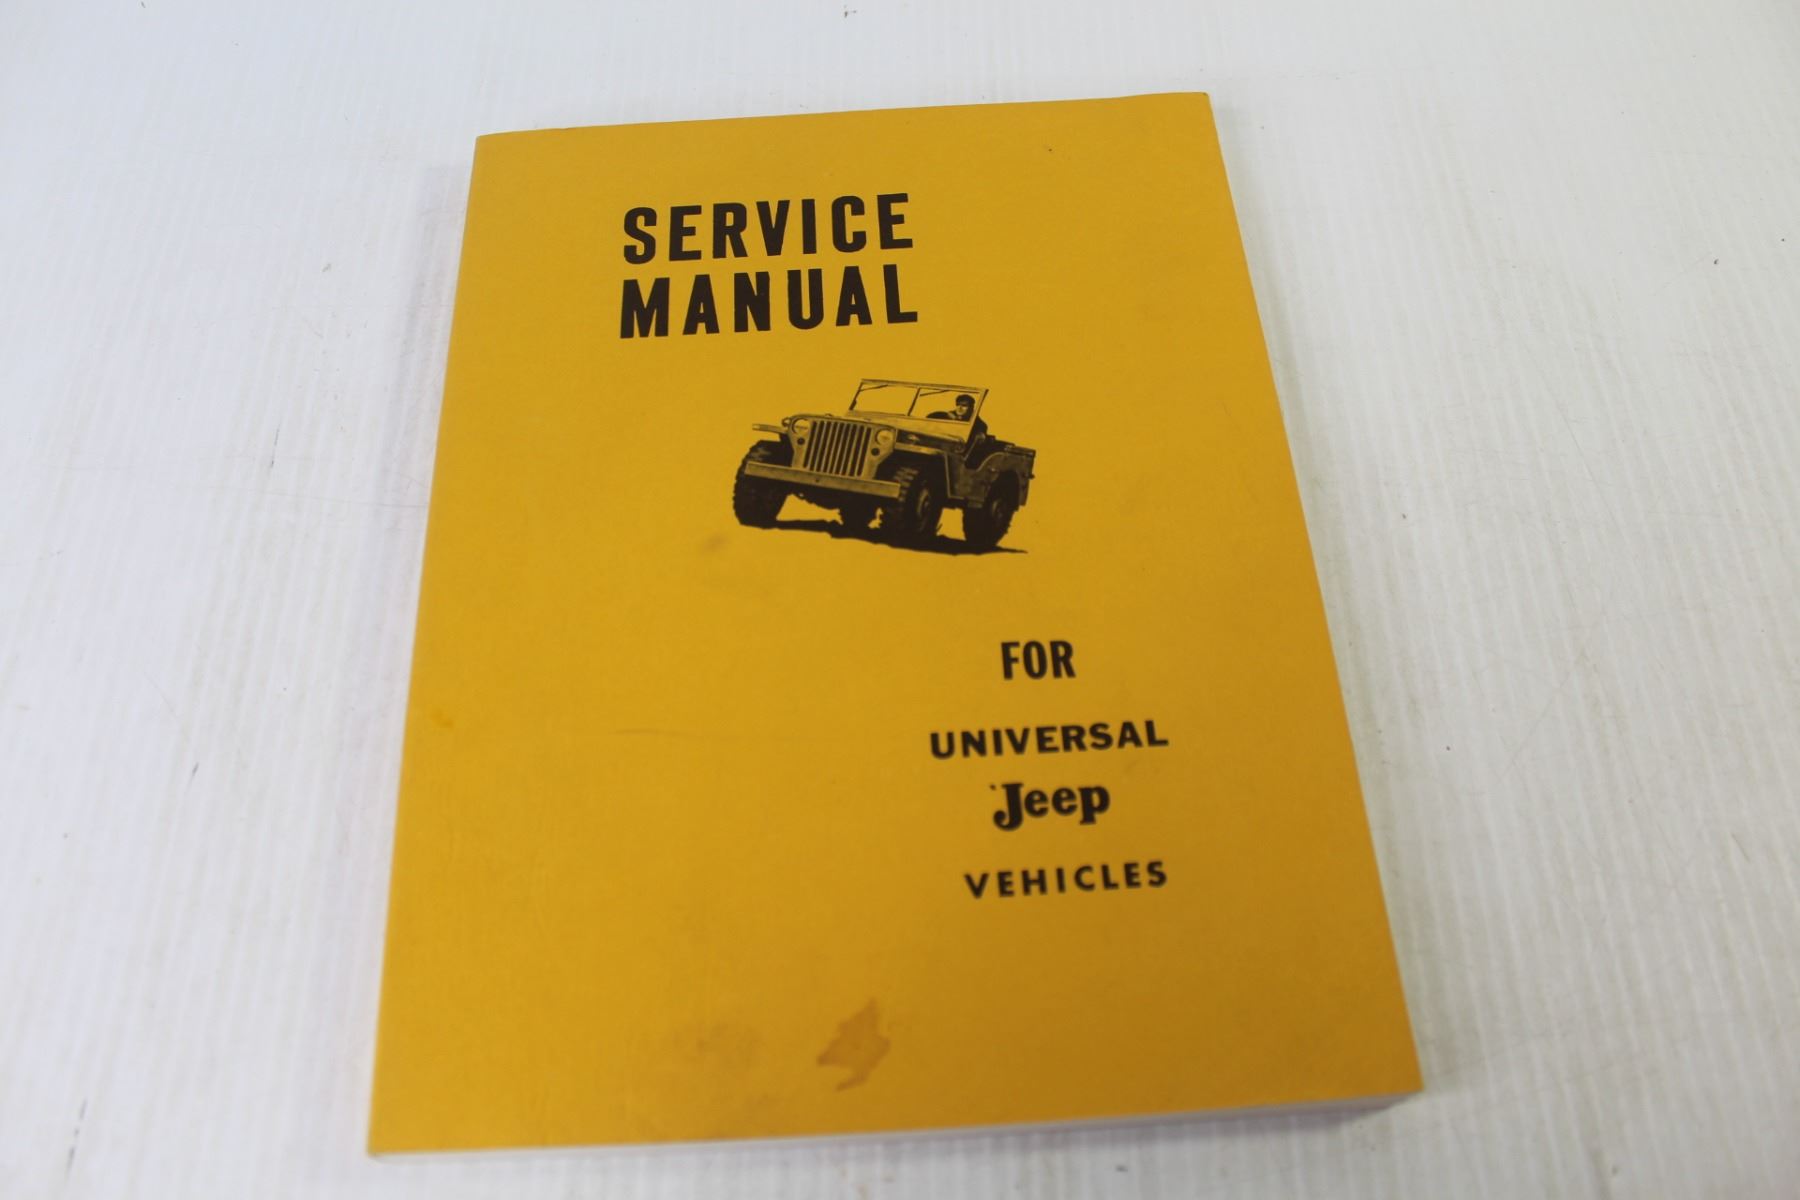 SERVICE
MANUAL
FOR
UNIVERSAL
'Jeep
VEHICLES